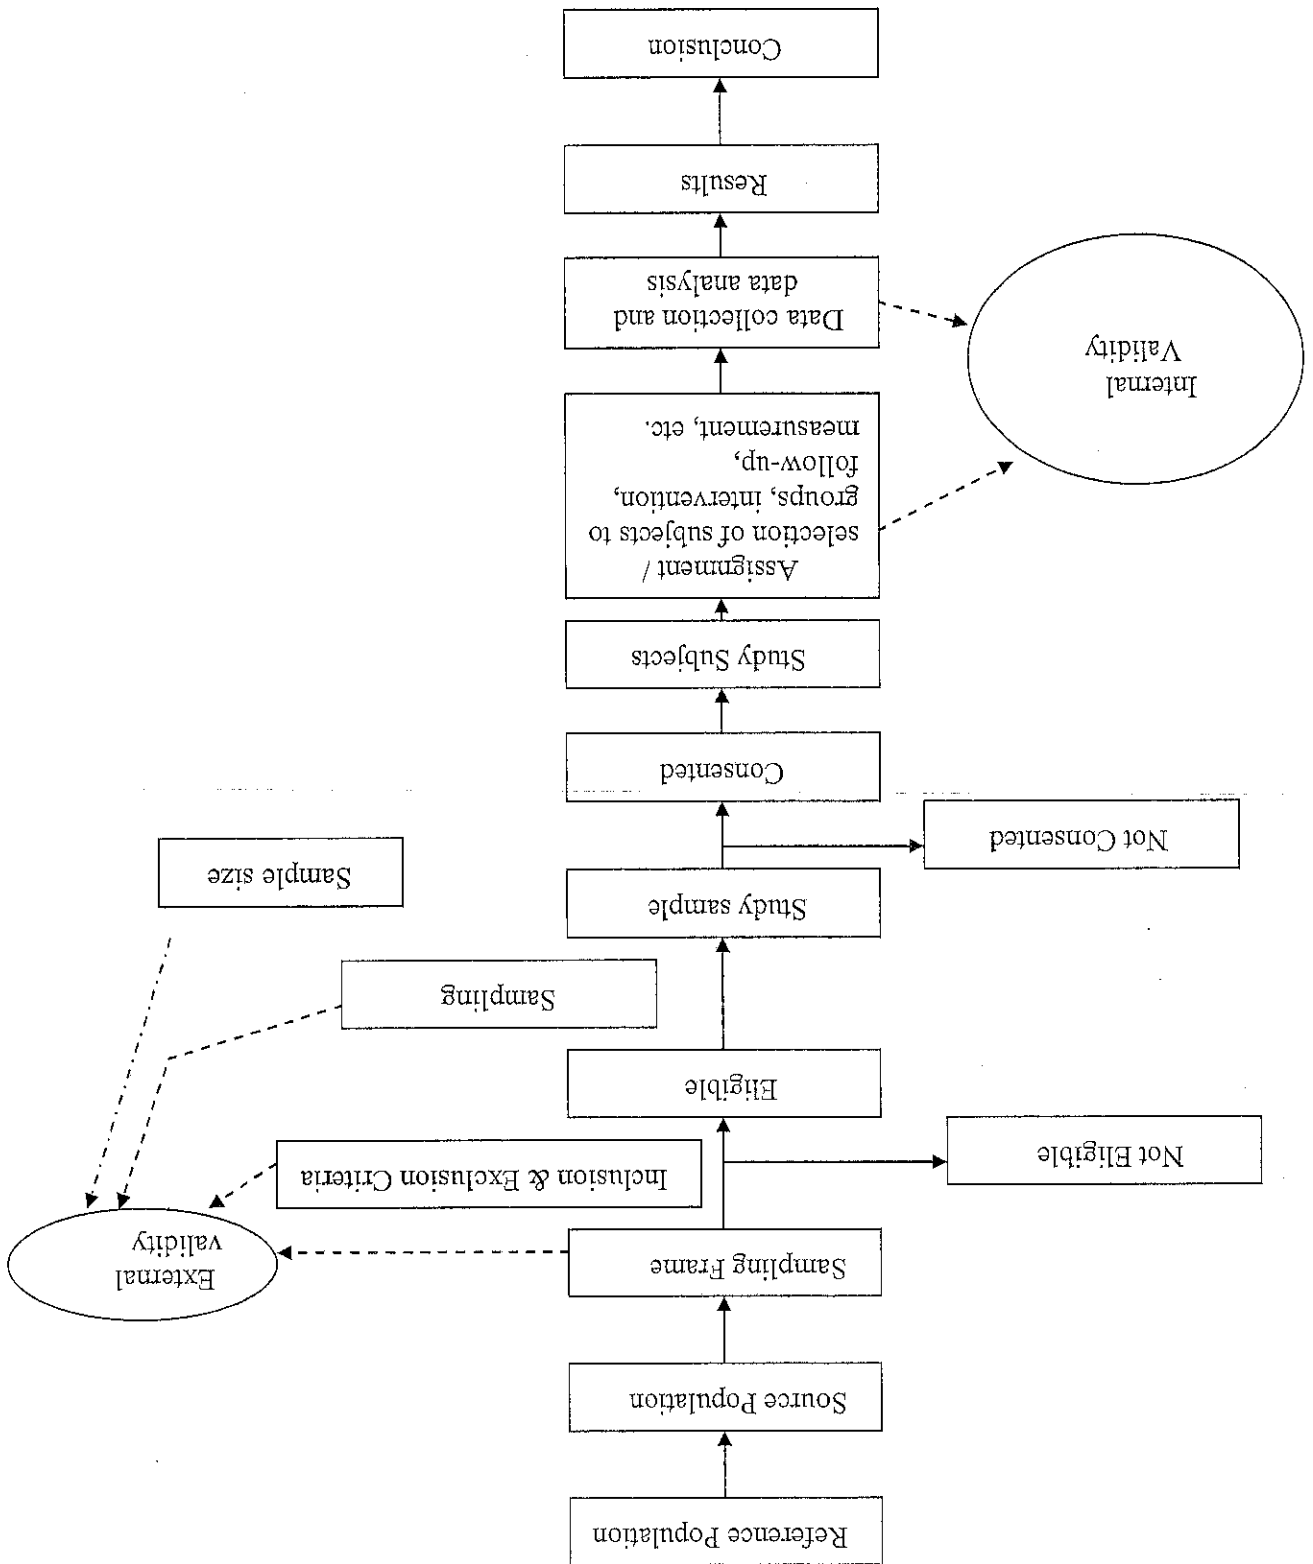 Reference Population
Source Population
Sampling Frame
External
validity
Inclusion & Exclusion Criteria
Not Eligible
Eligible
Sampling
Study sample
Sample size
Not Consented
Consented
Study Subjects
Assignment /
selection of subjects to
groups, intervention,
follow-up,
measurement, etc.
Internal
Validity
Data collection and
data analysis
Results
Conclusion